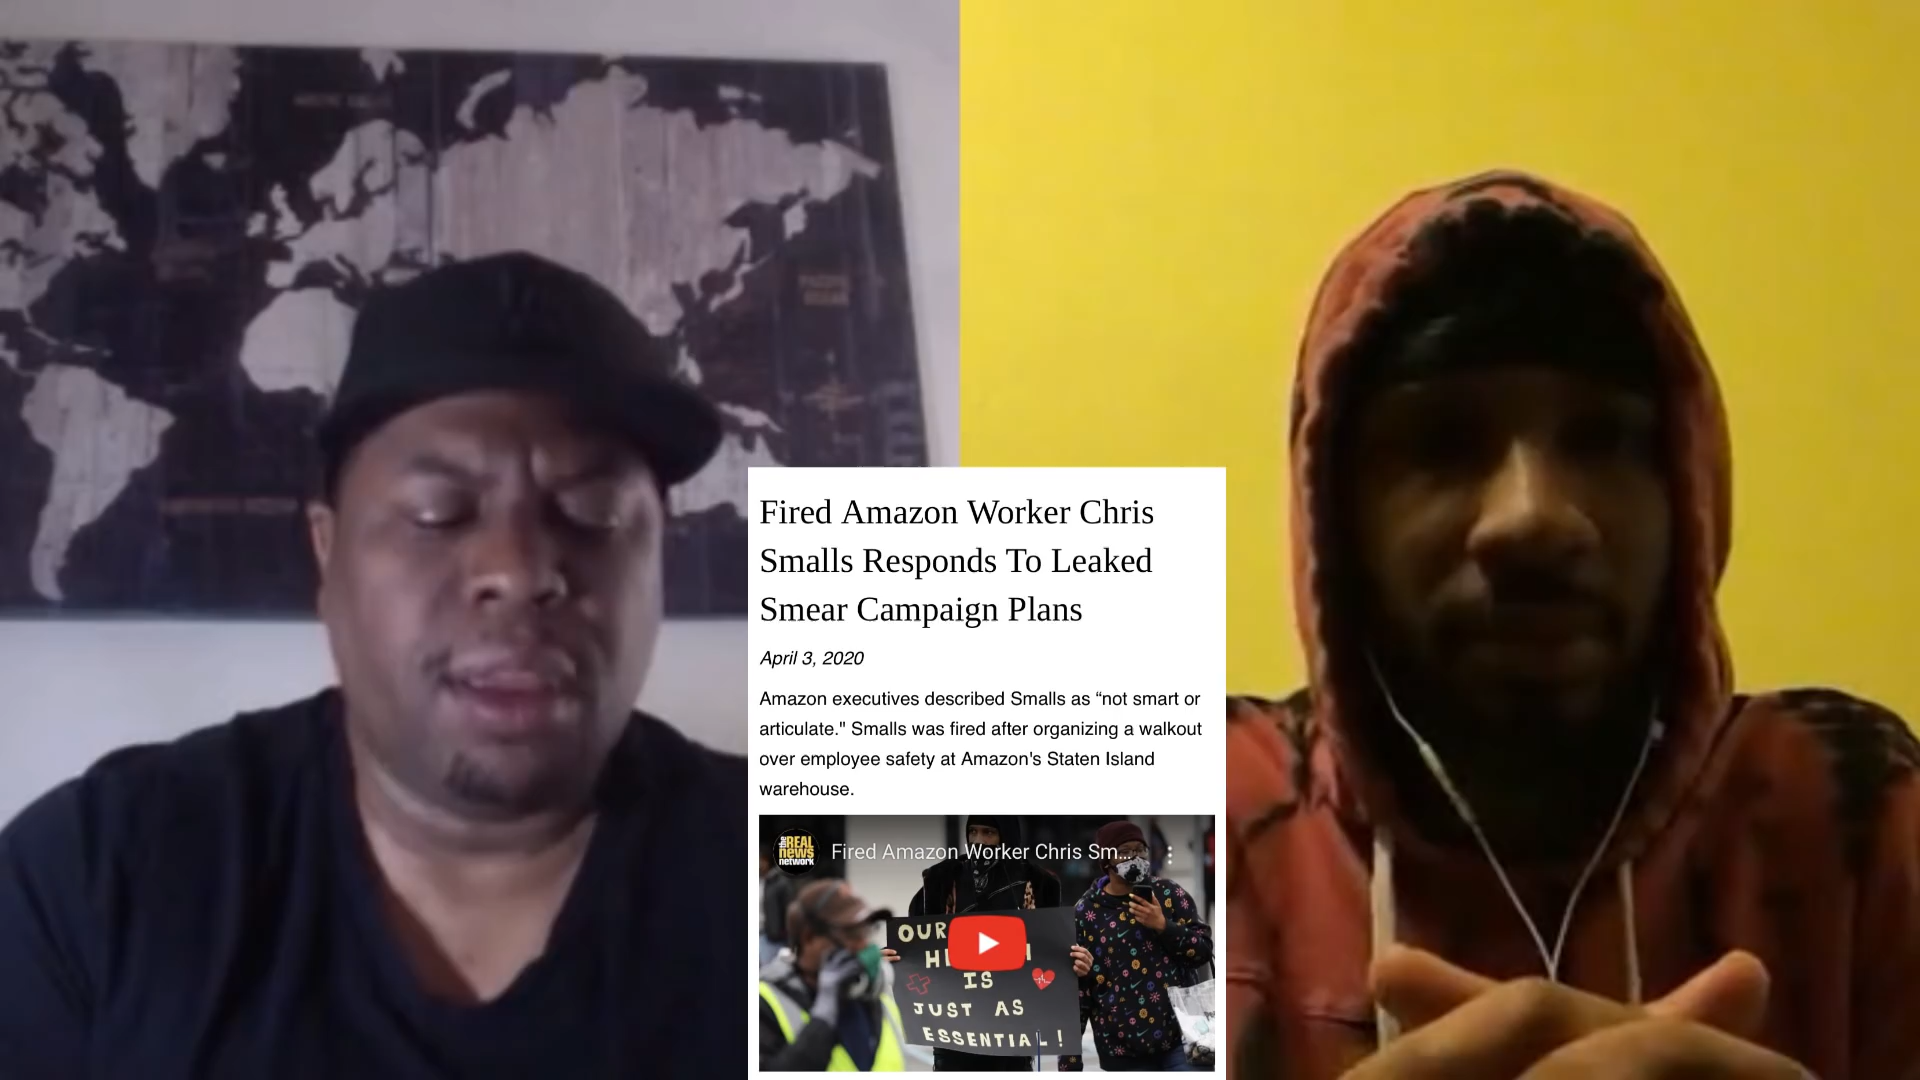 Fired Amazon Worker Chris
Smalls Responds To Leaked
Smear Campaign Plans
April 3, 2020
Amazon executives described Smalls as “not smart or
articulate." Smalls was fired after organizing a walkout
over employee safety at Amazon's Staten Island
warehouse.
the REAL
news
network
Fired Amazon Worker Chris Sm...
OUR
IS
JUST AS
ESSENTIAL!